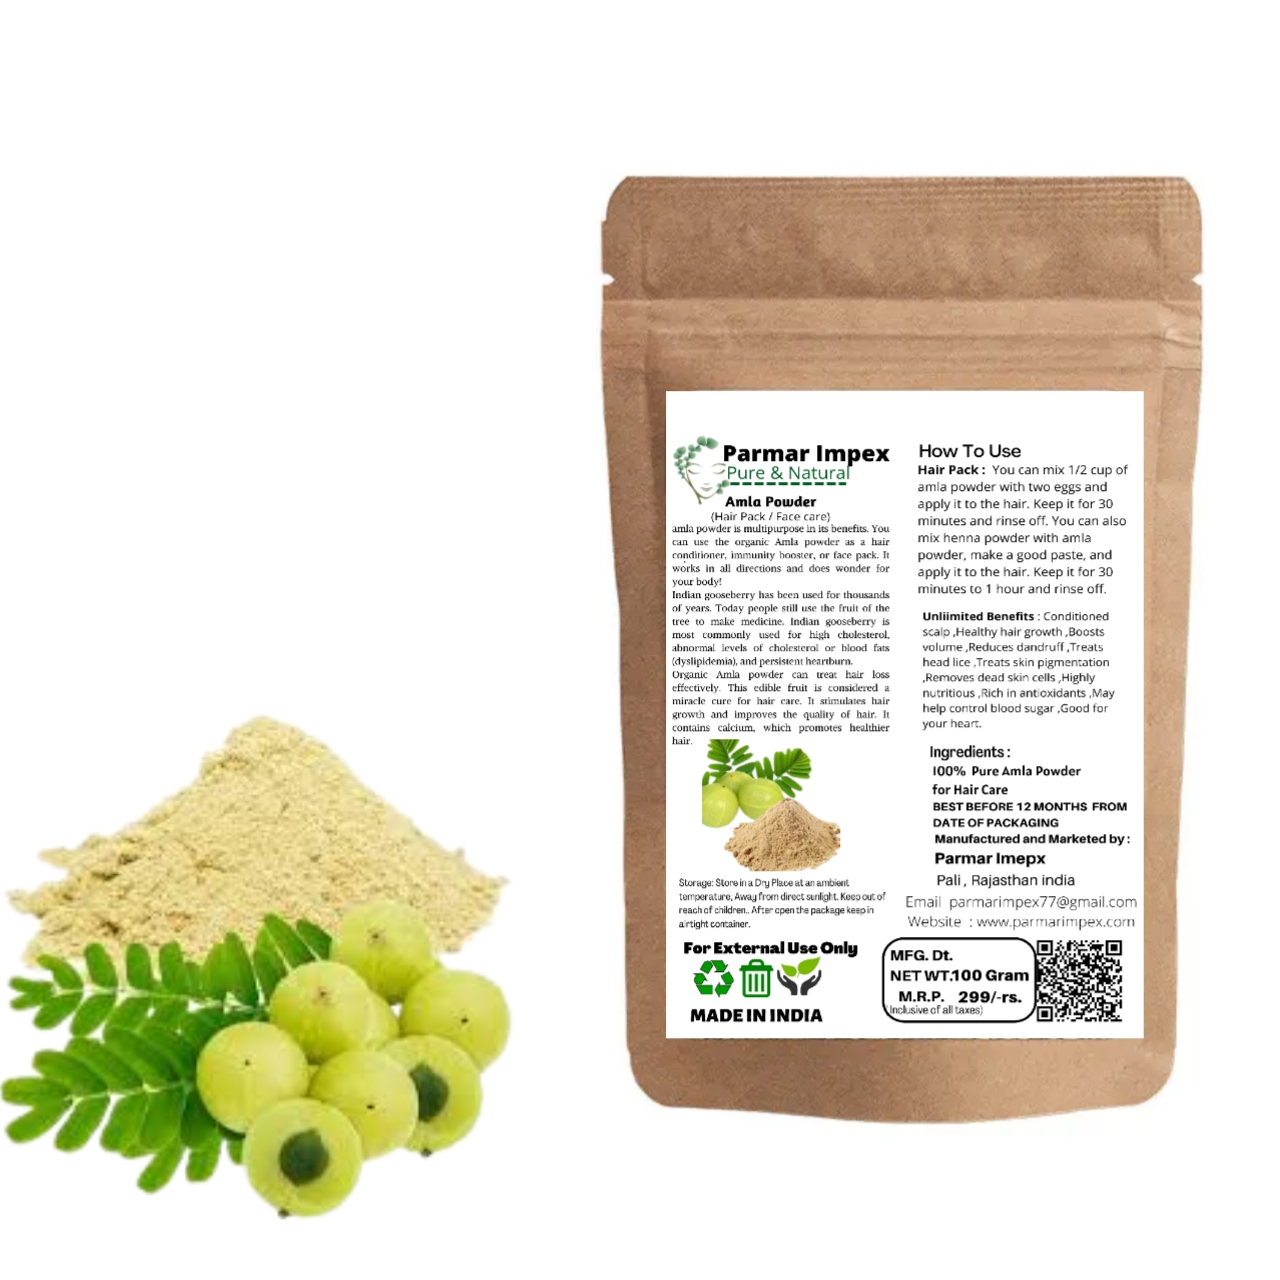 Parmar Impex
Pure & Natural
Amla Powder
(Hair Pack / Face care)
amla powder is multipurpose in its benefits. You
can use the organic Amla powder as a hair
conditioner, immunity booster, or face pack. It
works in all directions and does wonder for
your body!
Indian gooseberry has been used for thousands
of years. Today people still use the fruit of the
tree to make medicine. Indian gooseberry is
most commonly used for high cholesterol,
abnormal levels of cholesterol or blood fats
(dyslipidemia), and persistent heartburn.
Organic Amla powder can treat hair loss
effectively. This edible fruit is considered a
miracle cure for hair care. It stimulates hair
growth and improves the quality of hair. It
contains calcium, which promotes healthier
hair.
Storage: Store in a Dry Place at an ambient
temperature, Away from direct sunlight. Keep out of
reach of children.. After open the package keep in
airtight container.
For External Use Only
MADE IN INDIA
How To Use
Hair Pack : You can mix 1/2 cup of
amla powder with two eggs and
apply it to the hair. Keep it for 30
minutes and rinse off. You can also
mix henna powder with amla
powder, make a good paste, and
apply it to the hair. Keep it for 30
minutes to 1 hour and rinse off.
Unliimited Benefits : Conditioned
scalp ,Healthy hair growth ,Boosts
volume ,Reduces dandruff ,Treats
head lice ,Treats skin pigmentation
,Removes dead skin cells ,Highly
nutritious ,Rich in antioxidants ,May
help control blood sugar ,Good for
your heart.
Ingredients :
100% Pure Amla Powder
for Hair Care
BEST BEFORE 12 MONTHS FROM
DATE OF PACKAGING
Manufactured and Marketed by :
Parmar Imepx
Pali , Rajasthan india
Email parmarimpex77@gmail.com
Website : www.parmarimpex.com
MFG. Dt.
NET WT.100 Gram
M.R.P. 299/-rs.
(Inclusive of all taxes)